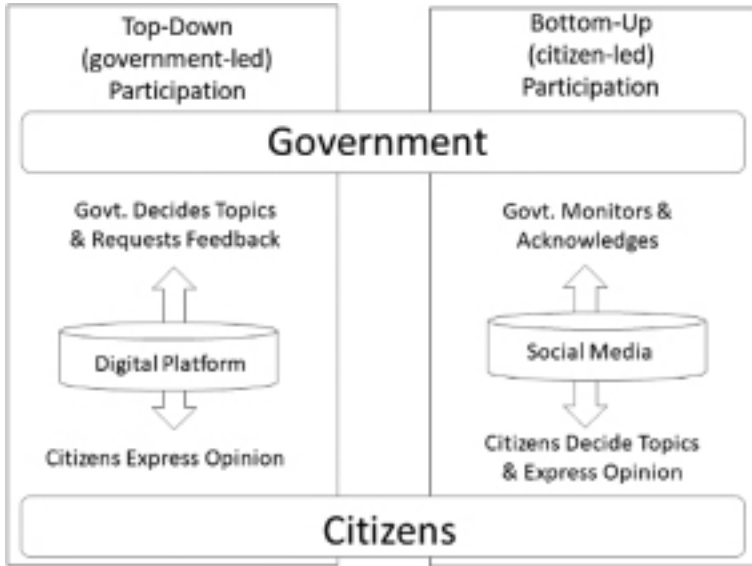 Top-Down
(government-led)
Participation
Bottom-Up
(citizen-led)
Participation
Government
Govt. Decides Topics
& Requests Feedback
Govt. Monitors &
Acknowledges
Digital Platform
Social Media
Citizens Express Opinion
Citizens Decide Topics
& Express Opinion
Citizens